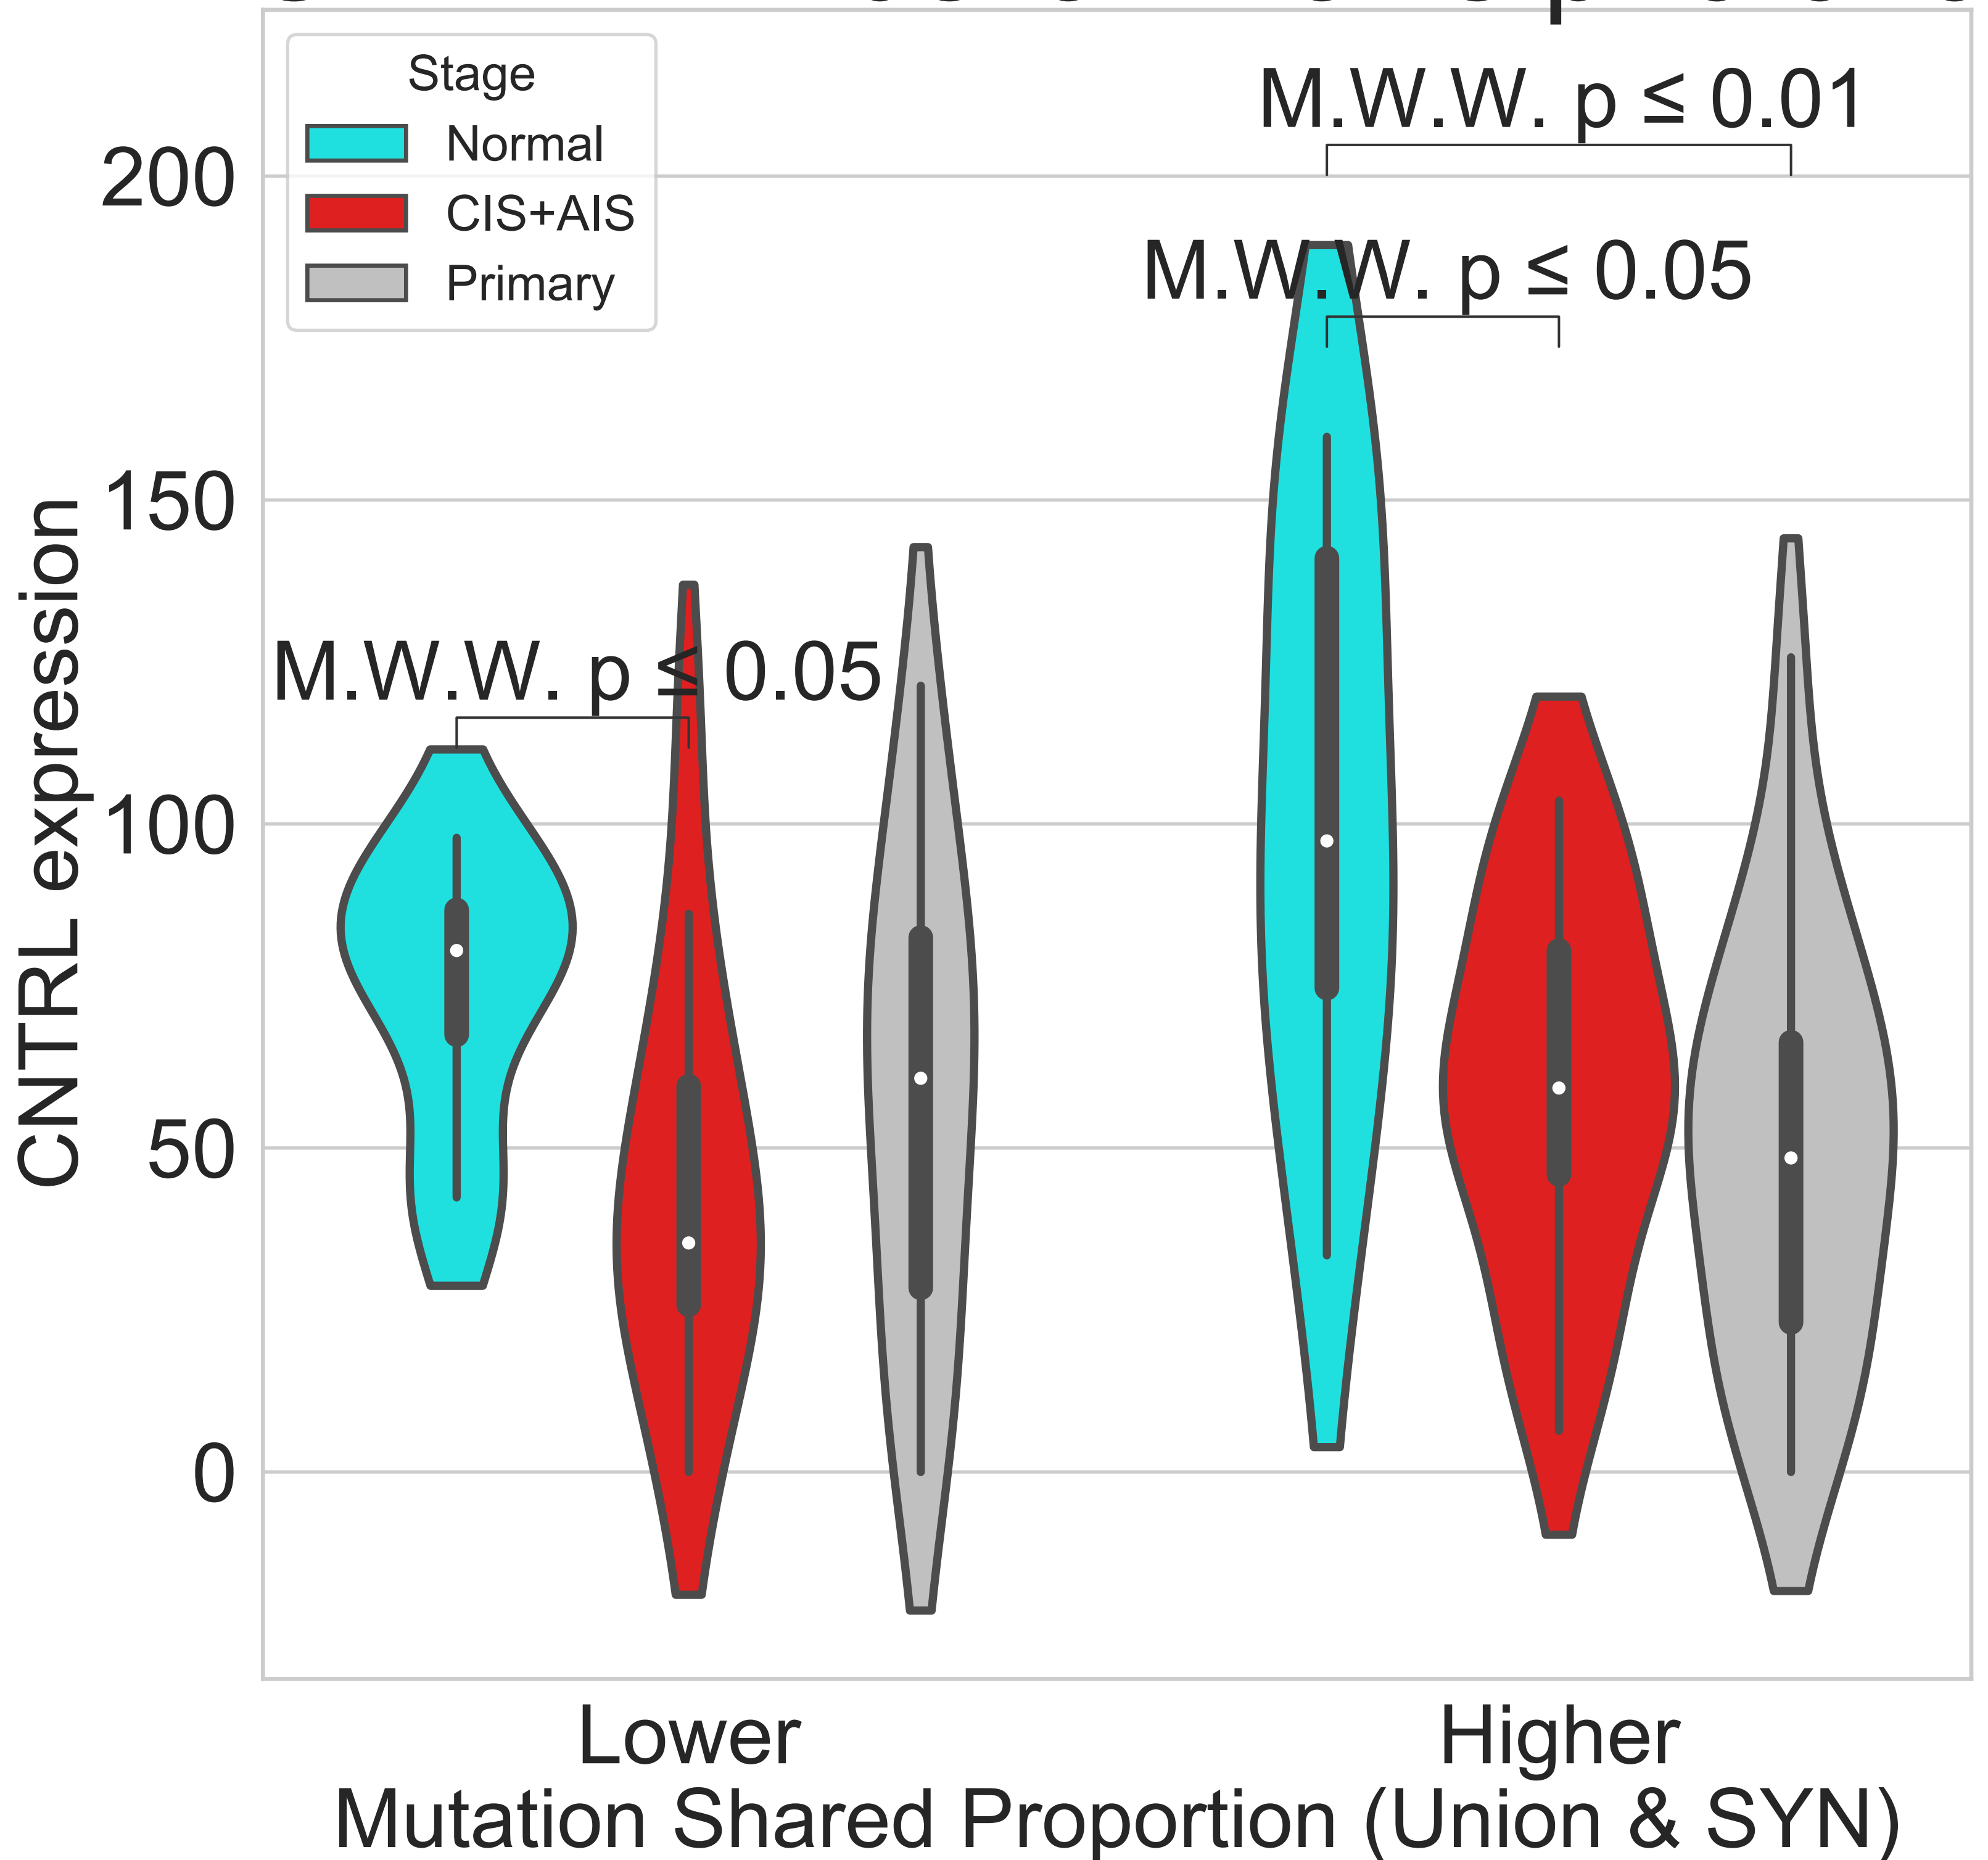 Stage
Normal
CIS+AIS
Primary
M.W.W. p ≤ 0.01
M.W.W. p ≤ 0.05
M.W.W. p ≤ 0.05
200
150
100
50
0
CNTRL expression
Lower
Higher
Mutation Shared Proportion (Union & SYN)